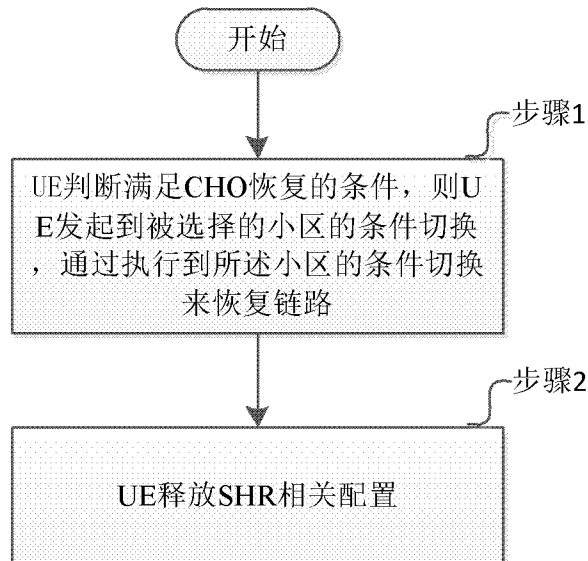 开始
步骤1
UE判断满足CHO恢复的条件，则U
E发起到被选择的小区的条件切换
，通过执行到所述小区的条件切换
来恢复链路
步骤2
UE释放SHR相关配置